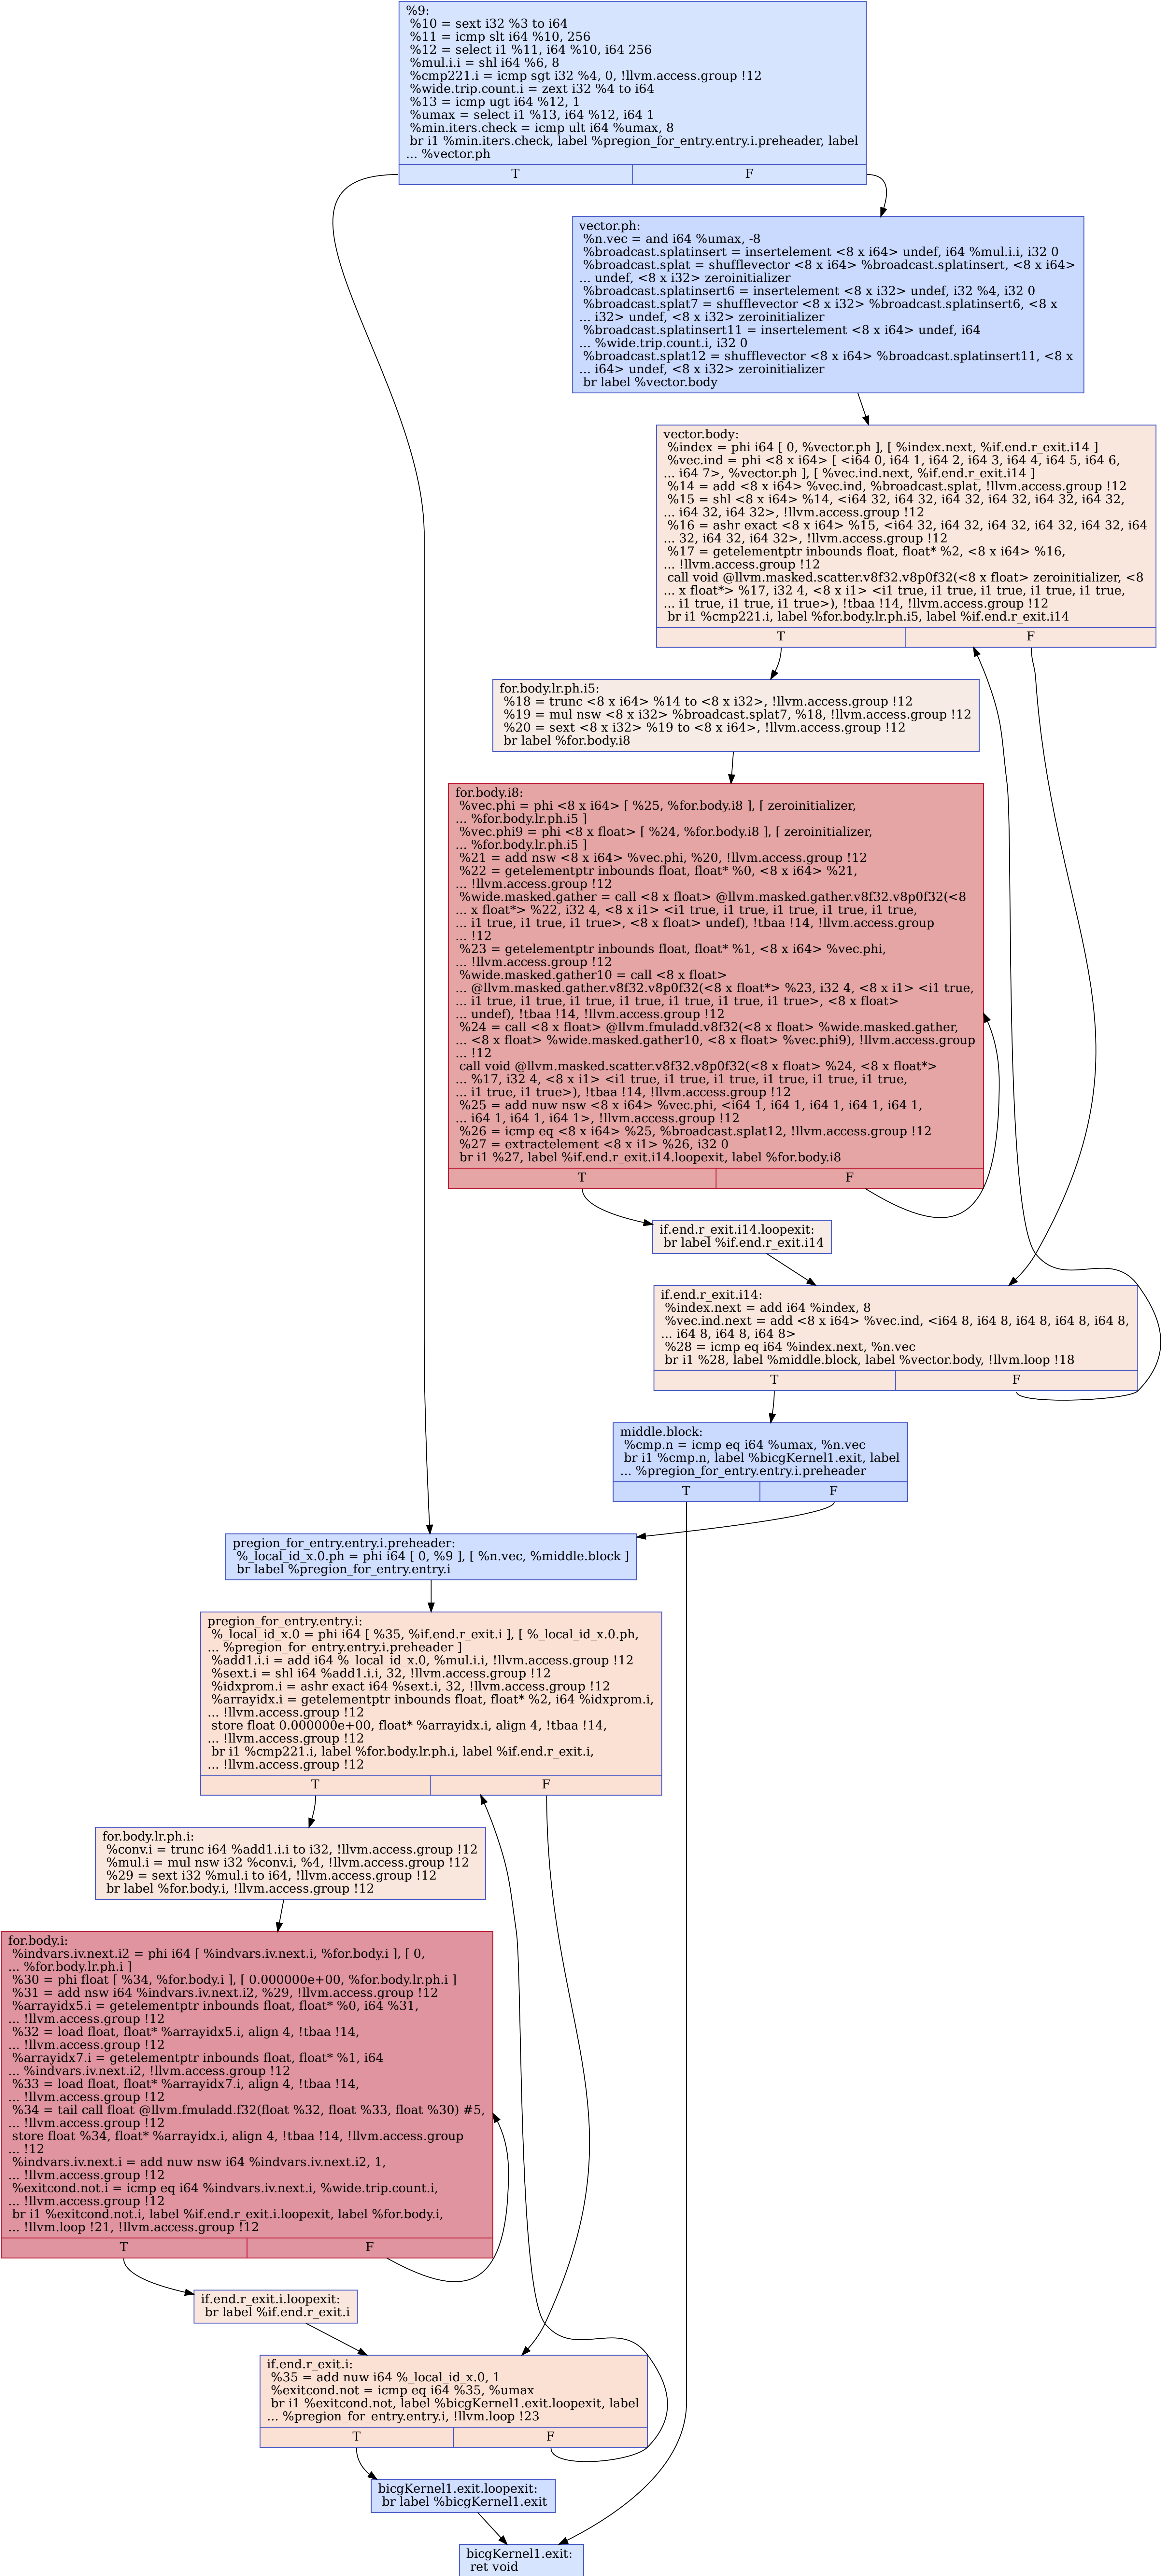 %9:
%10 = sext i32 %3 to i64
%11 = icmp slt i64 %10, 256
%12 = select i1 %11, i64 %10, i64 256
%mul.i.i = shl i64 %6, 8
%cmp221.i = icmp sgt i32 %4, 0, !llvm.access.group !12
%wide.trip.count.i = zext i32 %4 to i64
%13 = icmp ugt i64 %12, 1
%umax = select i1 %13, i64 %12, i64 1
%min.iters.check = icmp ult i64 %umax, 8
br i1 %min.iters.check, label %pregion_for_entry.entry.i.preheader, label
... %vector.ph
T F
vector.ph:
%n.vec = and i64 %umax, -8
%broadcast.splatinsert = insertelement <8 x i64> undef, i64 %mul.i.i, i32 0
%broadcast.splat = shufflevector <8 x i64> %broadcast.splatinsert, <8 x i64>
... undef, <8 x i32> zeroinitializer
%broadcast.splatinsert6 = insertelement <8 x i32> undef, i32 %4, i32 0
%broadcast.splat7 = shufflevector <8 x i32> %broadcast.splatinsert6, <8 x
... i32> undef, <8 x i32> zeroinitializer
%broadcast.splatinsert11 = insertelement <8 x i64> undef, i64
... %wide.trip.count.i, i32 0
%broadcast.splat12 = shufflevector <8 x i64> %broadcast.splatinsert11, <8 x
... i64> undef, <8 x i32> zeroinitializer
br label %vector.body
vector.body:
%index = phi i64 [ 0, %vector.ph ], [ %index.next, %if.end.r_exit.i14 ]
%vec.ind = phi <8 x i64> [ <i64 0, i64 1, i64 2, i64 3, i64 4, i64 5, i64 6,
... i64 7>, %vector.ph ], [ %vec.ind.next, %if.end.r_exit.i14 ]
%14 = add <8 x i64> %vec.ind, %broadcast.splat, !llvm.access.group !12
%15 = shl <8 x i64> %14, <i64 32, i64 32, i64 32, i64 32, i64 32, i64 32,
... i64 32, i64 32>, !llvm.access.group !12
%16 = ashr exact <8 x i64> %15, <i64 32, i64 32, i64 32, i64 32, i64 32, i64
... 32, i64 32, i64 32>, !llvm.access.group !12
%17 = getelementptr inbounds float, float* %2, <8 x i64> %16,
... !llvm.access.group !12
call void @llvm.masked.scatter.v8f32.v8p0f32(<8 x float> zeroinitializer, <8
... x float*> %17, i32 4, <8 x i1> <i1 true, i1 true, i1 true, i1 true, i1 true,
... i1 true, i1 true, i1 true>), !tbaa !14, !llvm.access.group !12
br i1 %cmp221.i, label %for.body.lr.ph.i5, label %if.end.r_exit.i14
T F
for.body.lr.ph.i5:
%18 = trunc <8 x i64> %14 to <8 x i32>, !llvm.access.group !12
%19 = mul nsw <8 x i32> %broadcast.splat7, %18, !llvm.access.group !12
%20 = sext <8 x i32> %19 to <8 x i64>, !llvm.access.group !12
br label %for.body.i8
for.body.i8:
%vec.phi = phi <8 x i64> [ %25, %for.body.i8 ], [ zeroinitializer,
... %for.body.lr.ph.i5 ]
%vec.phi9 = phi <8 x float> [ %24, %for.body.i8 ], [ zeroinitializer,
... %for.body.lr.ph.i5 ]
%21 = add nsw <8 x i64> %vec.phi, %20, !llvm.access.group !12
%22 = getelementptr inbounds float, float* %0, <8 x i64> %21,
... !llvm.access.group !12
%wide.masked.gather = call <8 x float> @llvm.masked.gather.v8f32.v8p0f32(<8
... x float*> %22, i32 4, <8 x i1> <i1 true, i1 true, i1 true, i1 true, i1 true,
... i1 true, i1 true, i1 true>, <8 x float> undef), !tbaa !14, !llvm.access.group
... !12
%23 = getelementptr inbounds float, float* %1, <8 x i64> %vec.phi,
... !llvm.access.group !12
%wide.masked.gather10 = call <8 x float>
... @llvm.masked.gather.v8f32.v8p0f32(<8 x float*> %23, i32 4, <8 x i1> <i1 true,
... i1 true, i1 true, i1 true, i1 true, i1 true, i1 true, i1 true>, <8 x float>
... undef), !tbaa !14, !llvm.access.group !12
%24 = call <8 x float> @llvm.fmuladd.v8f32(<8 x float> %wide.masked.gather,
... <8 x float> %wide.masked.gather10, <8 x float> %vec.phi9), !llvm.access.group
... !12
call void @llvm.masked.scatter.v8f32.v8p0f32(<8 x float> %24, <8 x float*>
... %17, i32 4, <8 x i1> <i1 true, i1 true, i1 true, i1 true, i1 true, i1 true,
... i1 true, i1 true>), !tbaa !14, !llvm.access.group !12
%25 = add nuw nsw <8 x i64> %vec.phi, <i64 1, i64 1, i64 1, i64 1, i64 1,
... i64 1, i64 1, i64 1>, !llvm.access.group !12
%26 = icmp eq <8 x i64> %25, %broadcast.splat12, !llvm.access.group !12
%27 = extractelement <8 x i1> %26, i32 0
br i1 %27, label %if.end.r_exit.i14.loopexit, label %for.body.i8
T F
if.end.r_exit.i14.loopexit:
br label %if.end.r_exit.i14
if.end.r_exit.i14:
%index.next = add i64 %index, 8
%vec.ind.next = add <8 x i64> %vec.ind, <i64 8, i64 8, i64 8, i64 8, i64 8,
... i64 8, i64 8, i64 8>
%28 = icmp eq i64 %index.next, %n.vec
br i1 %28, label %middle.block, label %vector.body, !llvm.loop !18
T F
middle.block:
%cmp.n = icmp eq i64 %umax, %n.vec
br i1 %cmp.n, label %bicgKernel1.exit, label
... %pregion_for_entry.entry.i.preheader
T F
pregion_for_entry.entry.i.preheader:
%_local_id_x.0.ph = phi i64 [ 0, %9 ], [ %n.vec, %middle.block ]
br label %pregion_for_entry.entry.i
pregion_for_entry.entry.i:
%_local_id_x.0 = phi i64 [ %35, %if.end.r_exit.i ], [ %_local_id_x.0.ph,
... %pregion_for_entry.entry.i.preheader ]
%add1.i.i = add i64 %_local_id_x.0, %mul.i.i, !llvm.access.group !12
%sext.i = shl i64 %add1.i.i, 32, !llvm.access.group !12
%idxprom.i = ashr exact i64 %sext.i, 32, !llvm.access.group !12
%arrayidx.i = getelementptr inbounds float, float* %2, i64 %idxprom.i,
... !llvm.access.group !12
store float 0.000000e+00, float* %arrayidx.i, align 4, !tbaa !14,
... !llvm.access.group !12
br i1 %cmp221.i, label %for.body.lr.ph.i, label %if.end.r_exit.i,
... !llvm.access.group !12
T F
for.body.lr.ph.i:
%conv.i = trunc i64 %add1.i.i to i32, !llvm.access.group !12
%mul.i = mul nsw i32 %conv.i, %4, !llvm.access.group !12
%29 = sext i32 %mul.i to i64, !llvm.access.group !12
br label %for.body.i, !llvm.access.group !12
for.body.i:
%indvars.iv.next.i2 = phi i64 [ %indvars.iv.next.i, %for.body.i ], [ 0,
... %for.body.lr.ph.i ]
%30 = phi float [ %34, %for.body.i ], [ 0.000000e+00, %for.body.lr.ph.i ]
%31 = add nsw i64 %indvars.iv.next.i2, %29, !llvm.access.group !12
%arrayidx5.i = getelementptr inbounds float, float* %0, i64 %31,
... !llvm.access.group !12
%32 = load float, float* %arrayidx5.i, align 4, !tbaa !14,
... !llvm.access.group !12
%arrayidx7.i = getelementptr inbounds float, float* %1, i64
... %indvars.iv.next.i2, !llvm.access.group !12
%33 = load float, float* %arrayidx7.i, align 4, !tbaa !14,
... !llvm.access.group !12
%34 = tail call float @llvm.fmuladd.f32(float %32, float %33, float %30) #5,
... !llvm.access.group !12
store float %34, float* %arrayidx.i, align 4, !tbaa !14, !llvm.access.group
... !12
%indvars.iv.next.i = add nuw nsw i64 %indvars.iv.next.i2, 1,
... !llvm.access.group !12
%exitcond.not.i = icmp eq i64 %indvars.iv.next.i, %wide.trip.count.i,
... !llvm.access.group !12
br i1 %exitcond.not.i, label %if.end.r_exit.i.loopexit, label %for.body.i,
... !llvm.loop !21, !llvm.access.group !12
T F
if.end.r_exit.i.loopexit:
br label %if.end.r_exit.i
if.end.r_exit.i:
%35 = add nuw i64 %_local_id_x.0, 1
%exitcond.not = icmp eq i64 %35, %umax
br i1 %exitcond.not, label %bicgKernel1.exit.loopexit, label
... %pregion_for_entry.entry.i, !llvm.loop !23
T F
bicgKernel1.exit.loopexit:
br label %bicgKernel1.exit
bicgKernel1.exit:
ret void